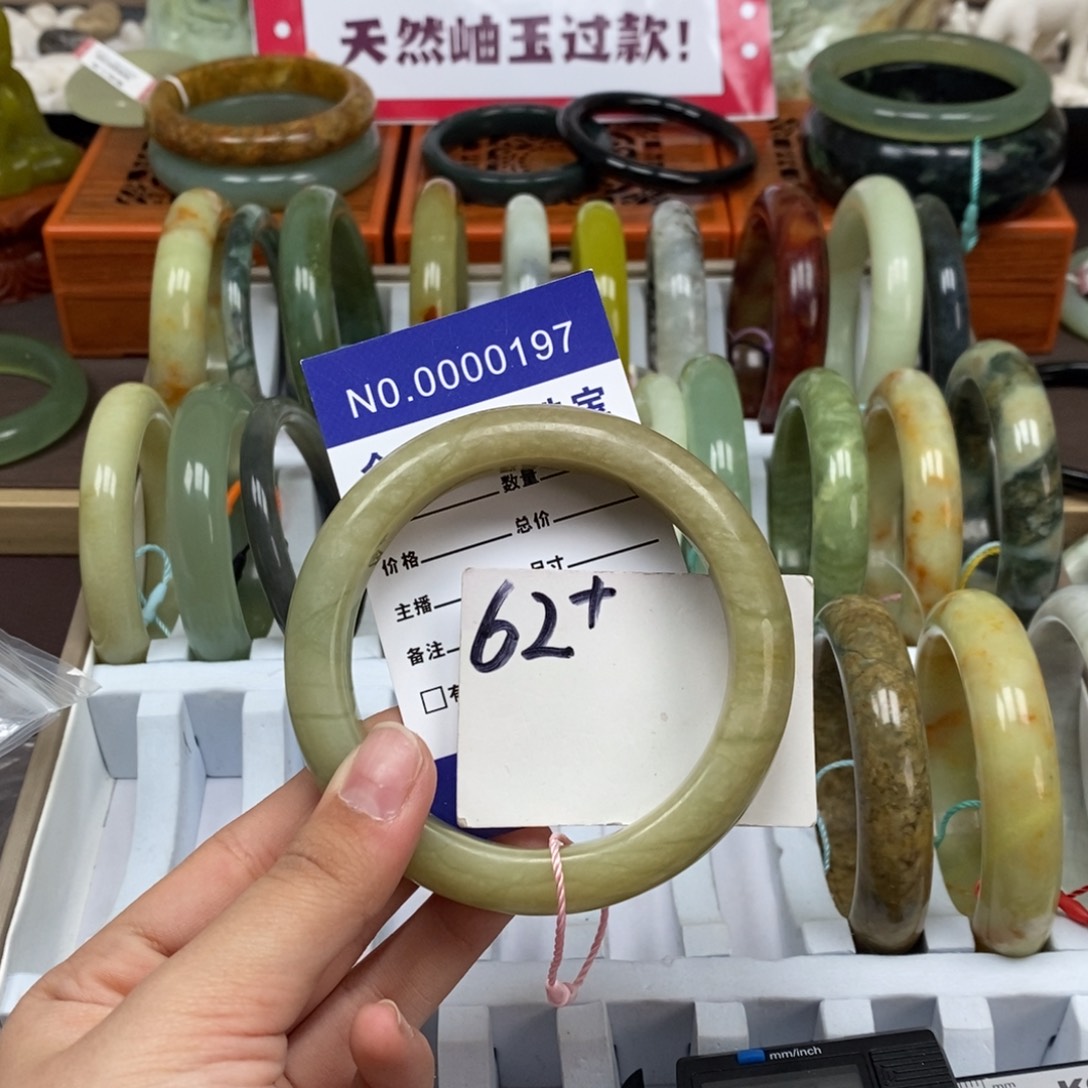 天然岫玉过款!
NO.0000197
数量
总价
价格
尺寸
主播
备注
62+
mm/inch